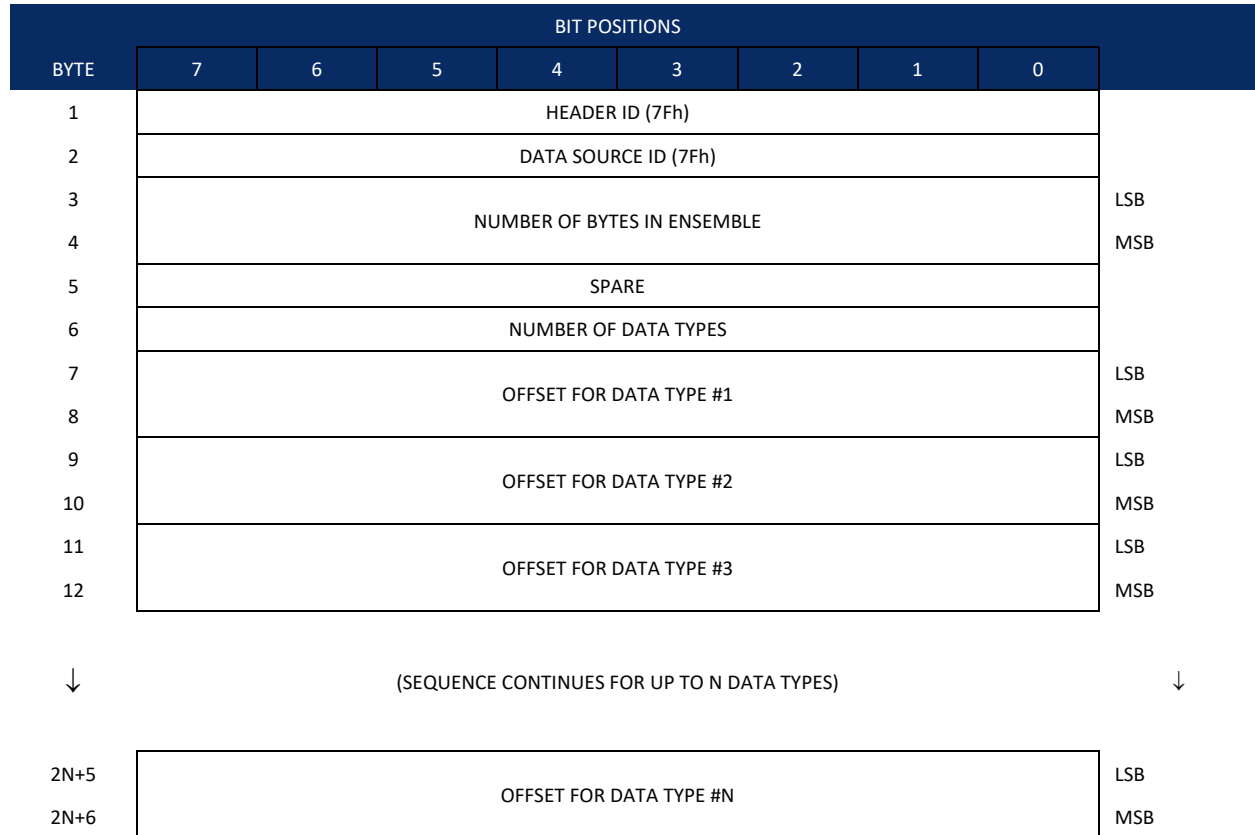 BIT POSITIONS
BYTE 7 6 5 4 3 2 1 0
1 HEADER ID (7Fh)
2 DATA SOURCE ID (7Fh)
3 LSB
NUMBER OF BYTES IN ENSEMBLE
4 MSB
5 SPARE
6 NUMBER OF DATA TYPES
7 LSB
OFFSET FOR DATA TYPE #1
8 MSB
9 LSB
OFFSET FOR DATA TYPE #2
10 MSB
11 LSB
OFFSET FOR DATA TYPE #3
12 MSB
↓ (SEQUENCE CONTINUES FOR UP TO N DATA TYPES) ↓
2N+5 LSB
OFFSET FOR DATA TYPE #N
2N+6 MSB